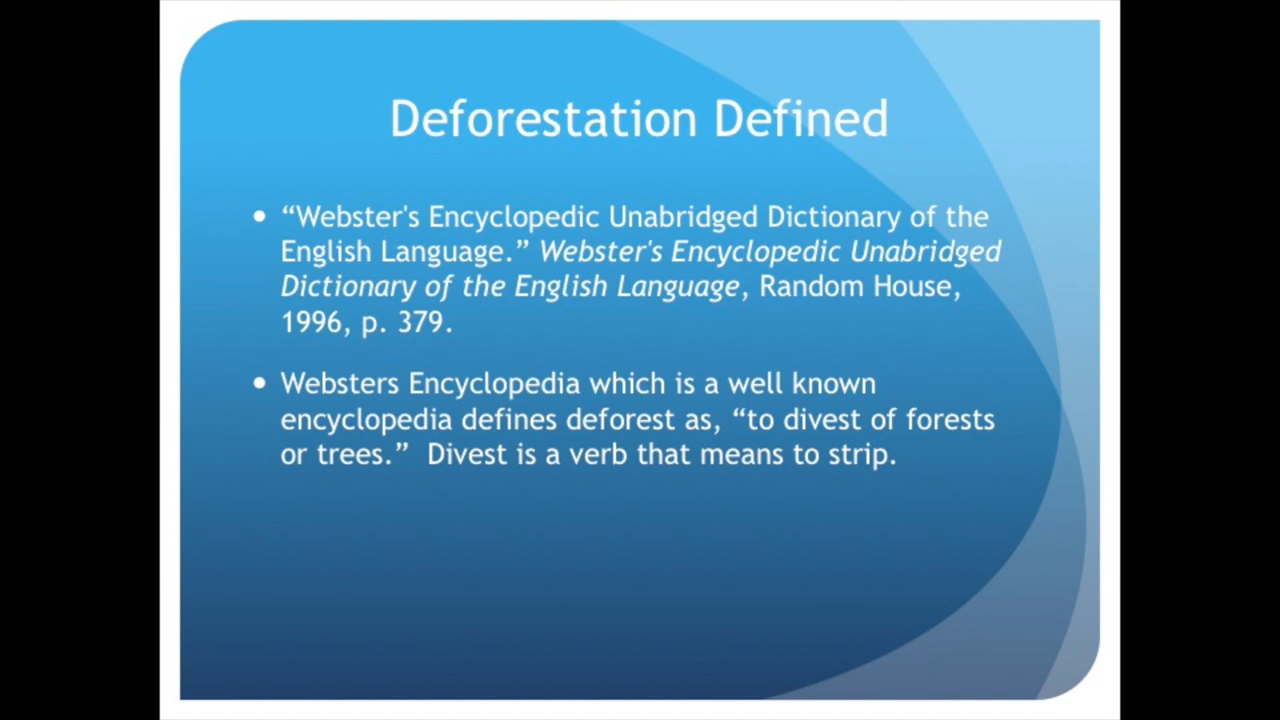 Deforestation Defined
• “Webster's Encyclopedic Unabridged Dictionary of the
English Language.” Webster's Encyclopedic Unabridged
Dictionary of the English Language, Random House,
1996, p. 379.
• Websters Encyclopedia which is a well known
encyclopedia defines deforest as, “to divest of forests
or trees.”  Divest is a verb that means to strip.